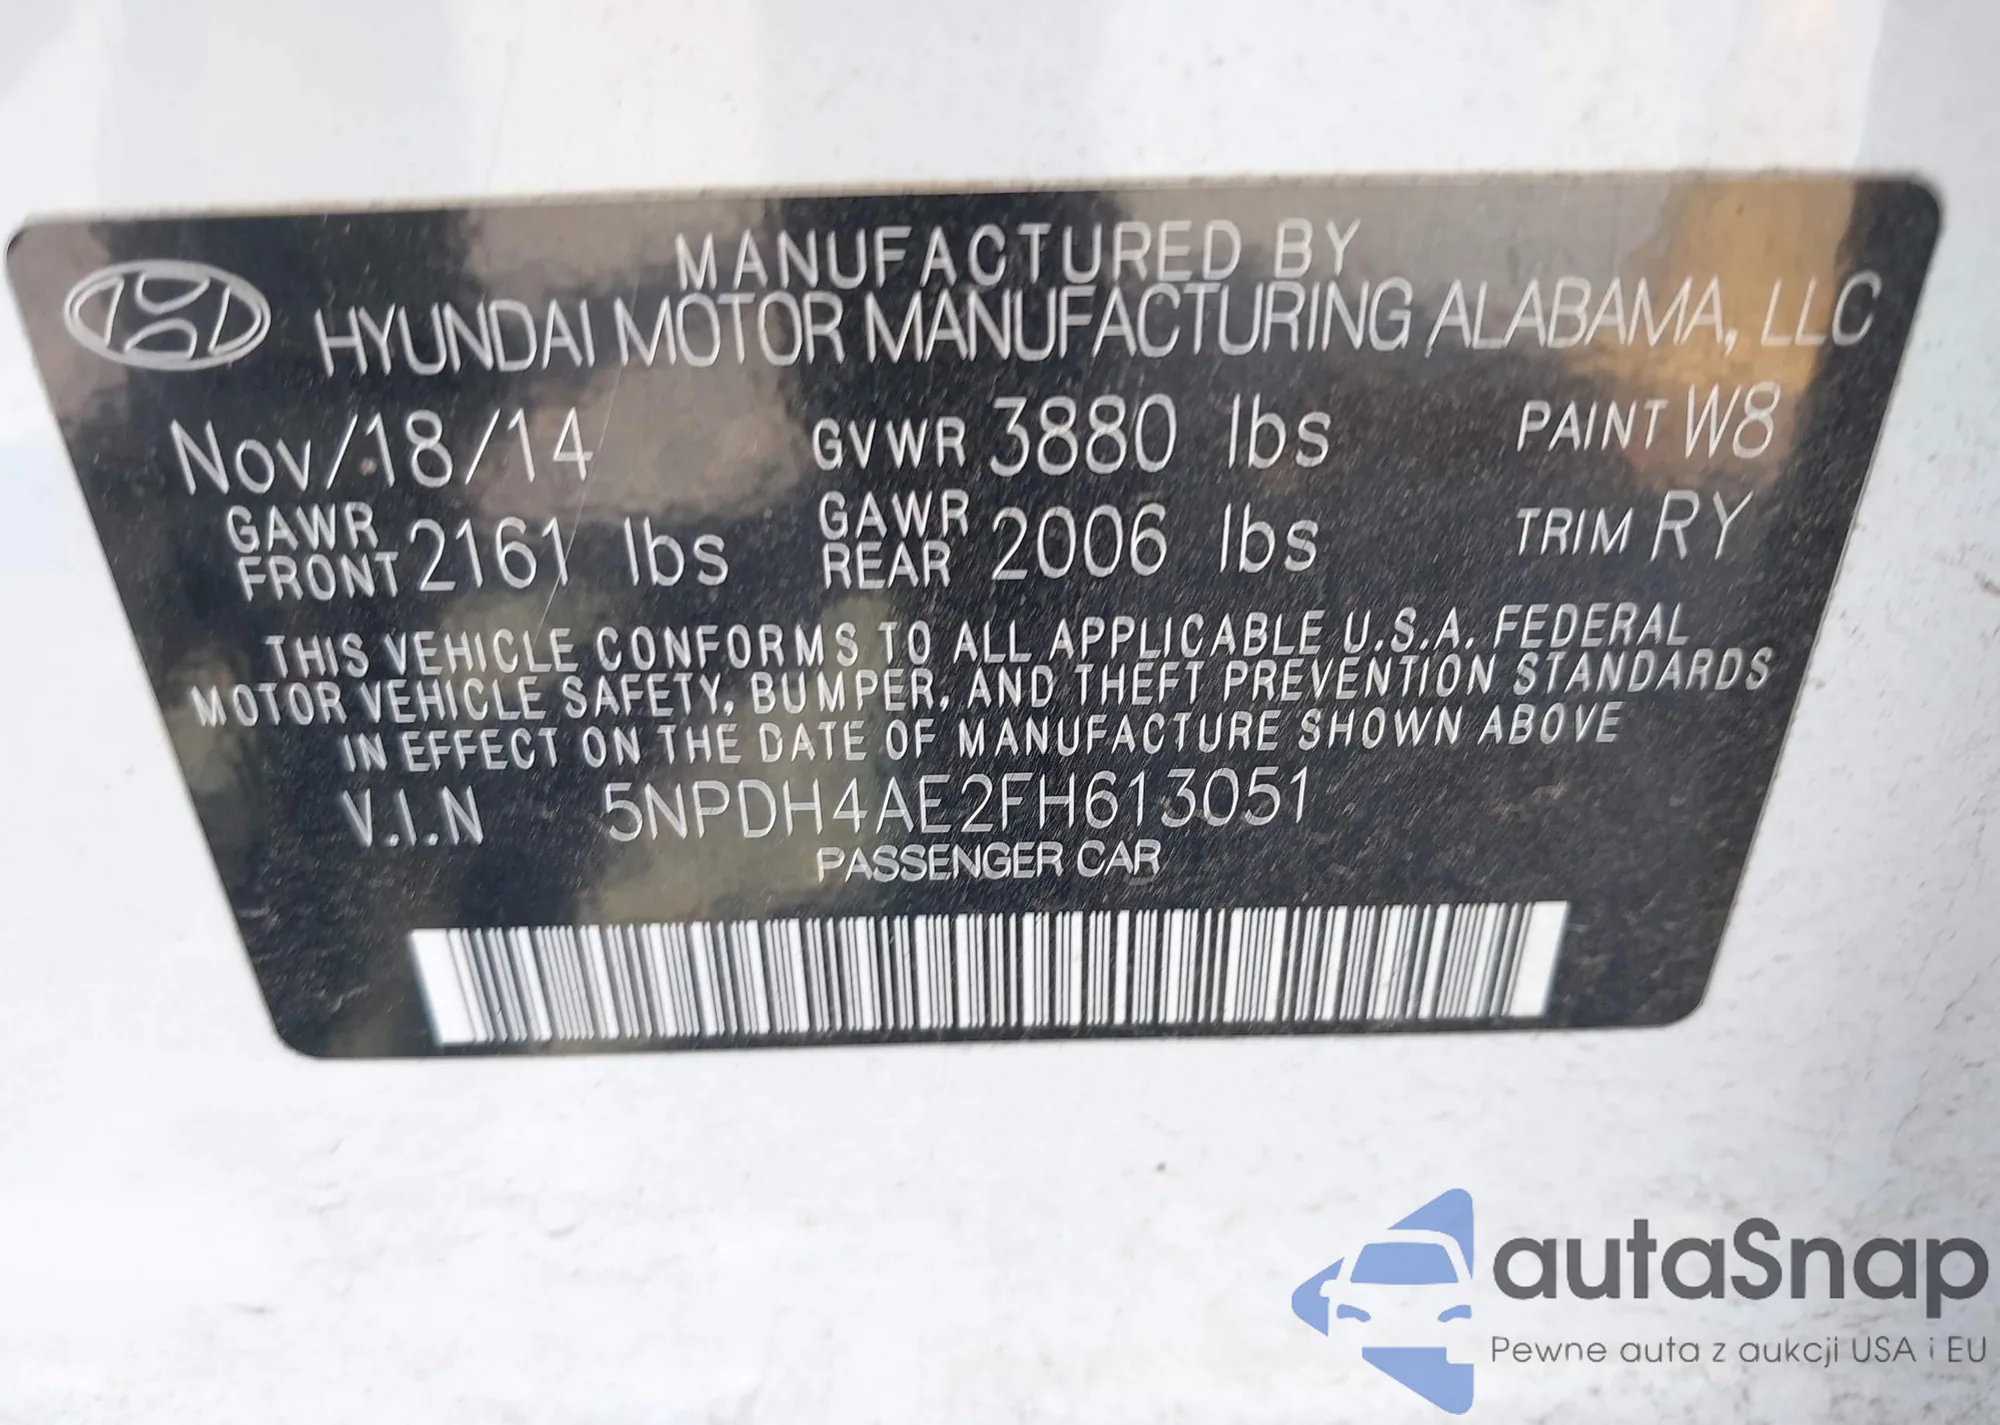 MANUFACTURED BY
HYUNDAI MOTOR MANUFACTURING ALABAMA, LLC
Nov/18/14 GVWR 3880 lbs PAINT W8
GAWR FRONT 2161 lbs GAWR REAR 2006 lbs TRIM RY
THIS VEHICLE CONFORMS TO ALL APPLICABLE U.S.A. FEDERAL
MOTOR VEHICLE SAFETY, BUMPER, AND THEFT PREVENTION STANDARDS
IN EFFECT ON THE DATE OF MANUFACTURE SHOWN ABOVE
V.I.N 5NPDH4AE2FH613051
PASSENGER CAR
autaSnap
Pewne auta z aukcji USA i EU